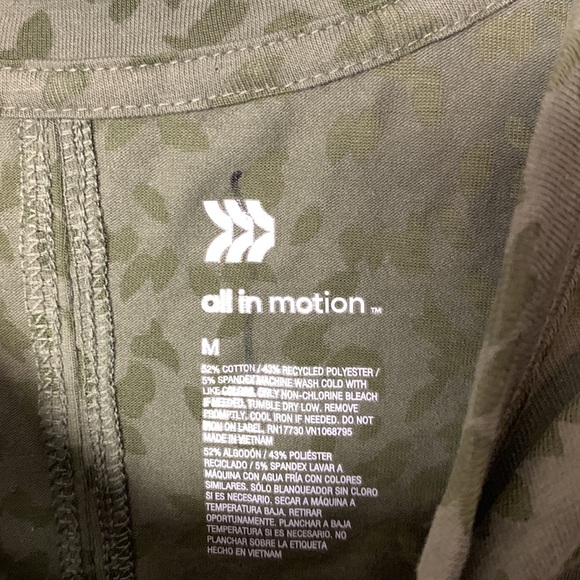 all in motion™
M
52% COTTON / 43% RECYCLED POLYESTER /
5% SPANDEX MACHINE WASH COLD WITH
LIKE COLORS. ONLY NON-CHLORINE BLEACH
IF NEEDED. TUMBLE DRY LOW. REMOVE
PROMPTLY. COOL IRON IF NEEDED. DO NOT
IRON ON LABEL. RN17730 VN1068795
MADE IN VIETNAM
52% ALGODÓN / 43% POLIÉSTER
RECICLADO / 5% SPANDEX LAVAR A
MÁQUINA CON AGUA FRÍA CON COLORES
SIMILARES. SÓLO BLANQUEADOR SIN CLORO
SI ES NECESARIO. SECAR A MÁQUINA A
TEMPERATURA BAJA. RETIRAR
OPORTUNAMENTE. PLANCHAR A BAJA
TEMPERATURA SI ES NECESARIO. NO
PLANCHAR SOBRE LA ETIQUETA
HECHO EN VIETNAM